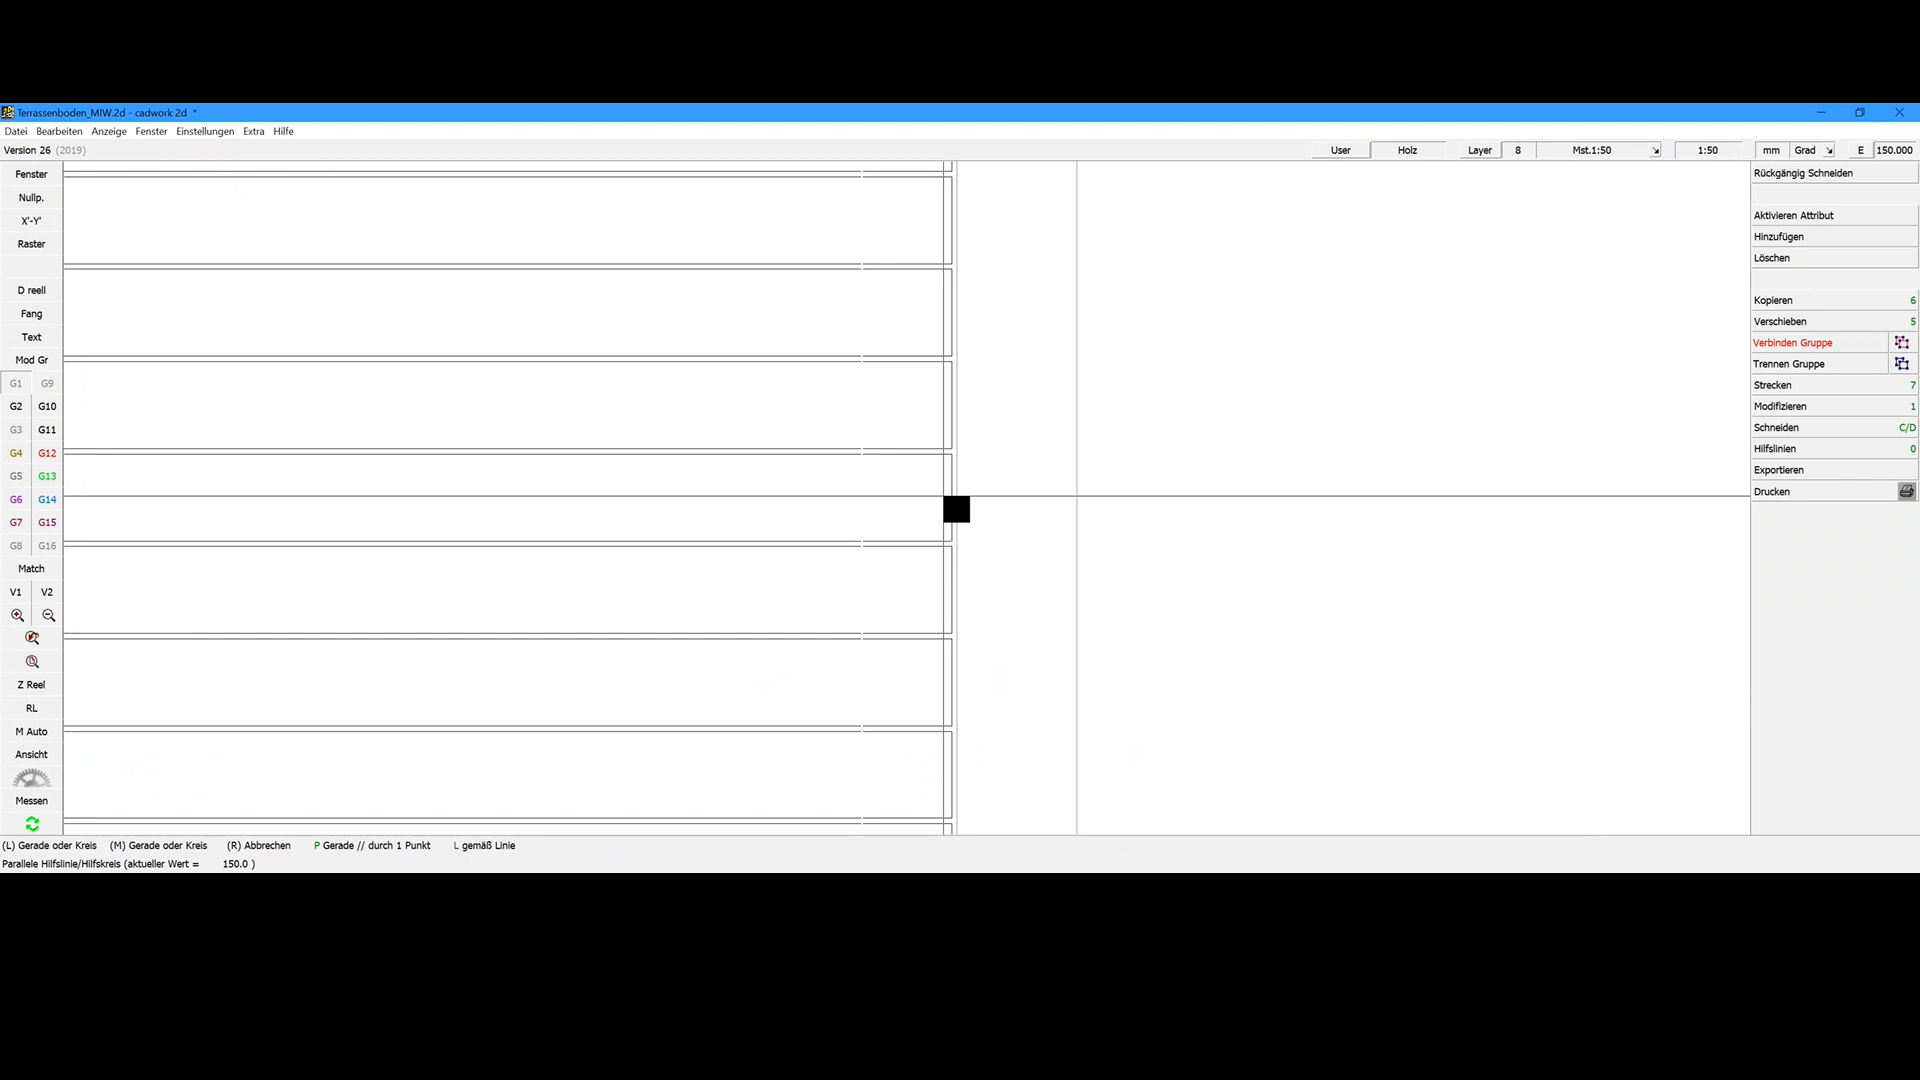 Terrassenboden_MIW.2d - cadwork 2d *
Datei Bearbeiten Anzeige Fenster Einstellungen Extra Hilfe
Version 26 (2019) User Holz Layer 8 Mst.1:50 1:50 mm Grad E 150.000
Fenster
Nullp.
X'-Y'
Raster
D reell
Fang
Text
Mod Gr
G1 G9
G2 G10
G3 G11
G4 G12
G5 G13
G6 G14
G7 G15
G8 G16
Match
V1 V2
Z Reel
RL
M Auto
Ansicht
Messen
Rückgängig Schneiden
Aktivieren Attribut
Hinzufügen
Löschen
Kopieren 6
Verschieben 5
Verbinden Gruppe
Trennen Gruppe
Strecken 7
Modifizieren 1
Schneiden C/D
Hilfslinien 0
Exportieren
Drucken
(L) Gerade oder Kreis (M) Gerade oder Kreis (R) Abbrechen P Gerade // durch 1 Punkt L gemäß Linie
Parallele Hilfslinie/Hilfskreis (aktueller Wert = 150.0 )